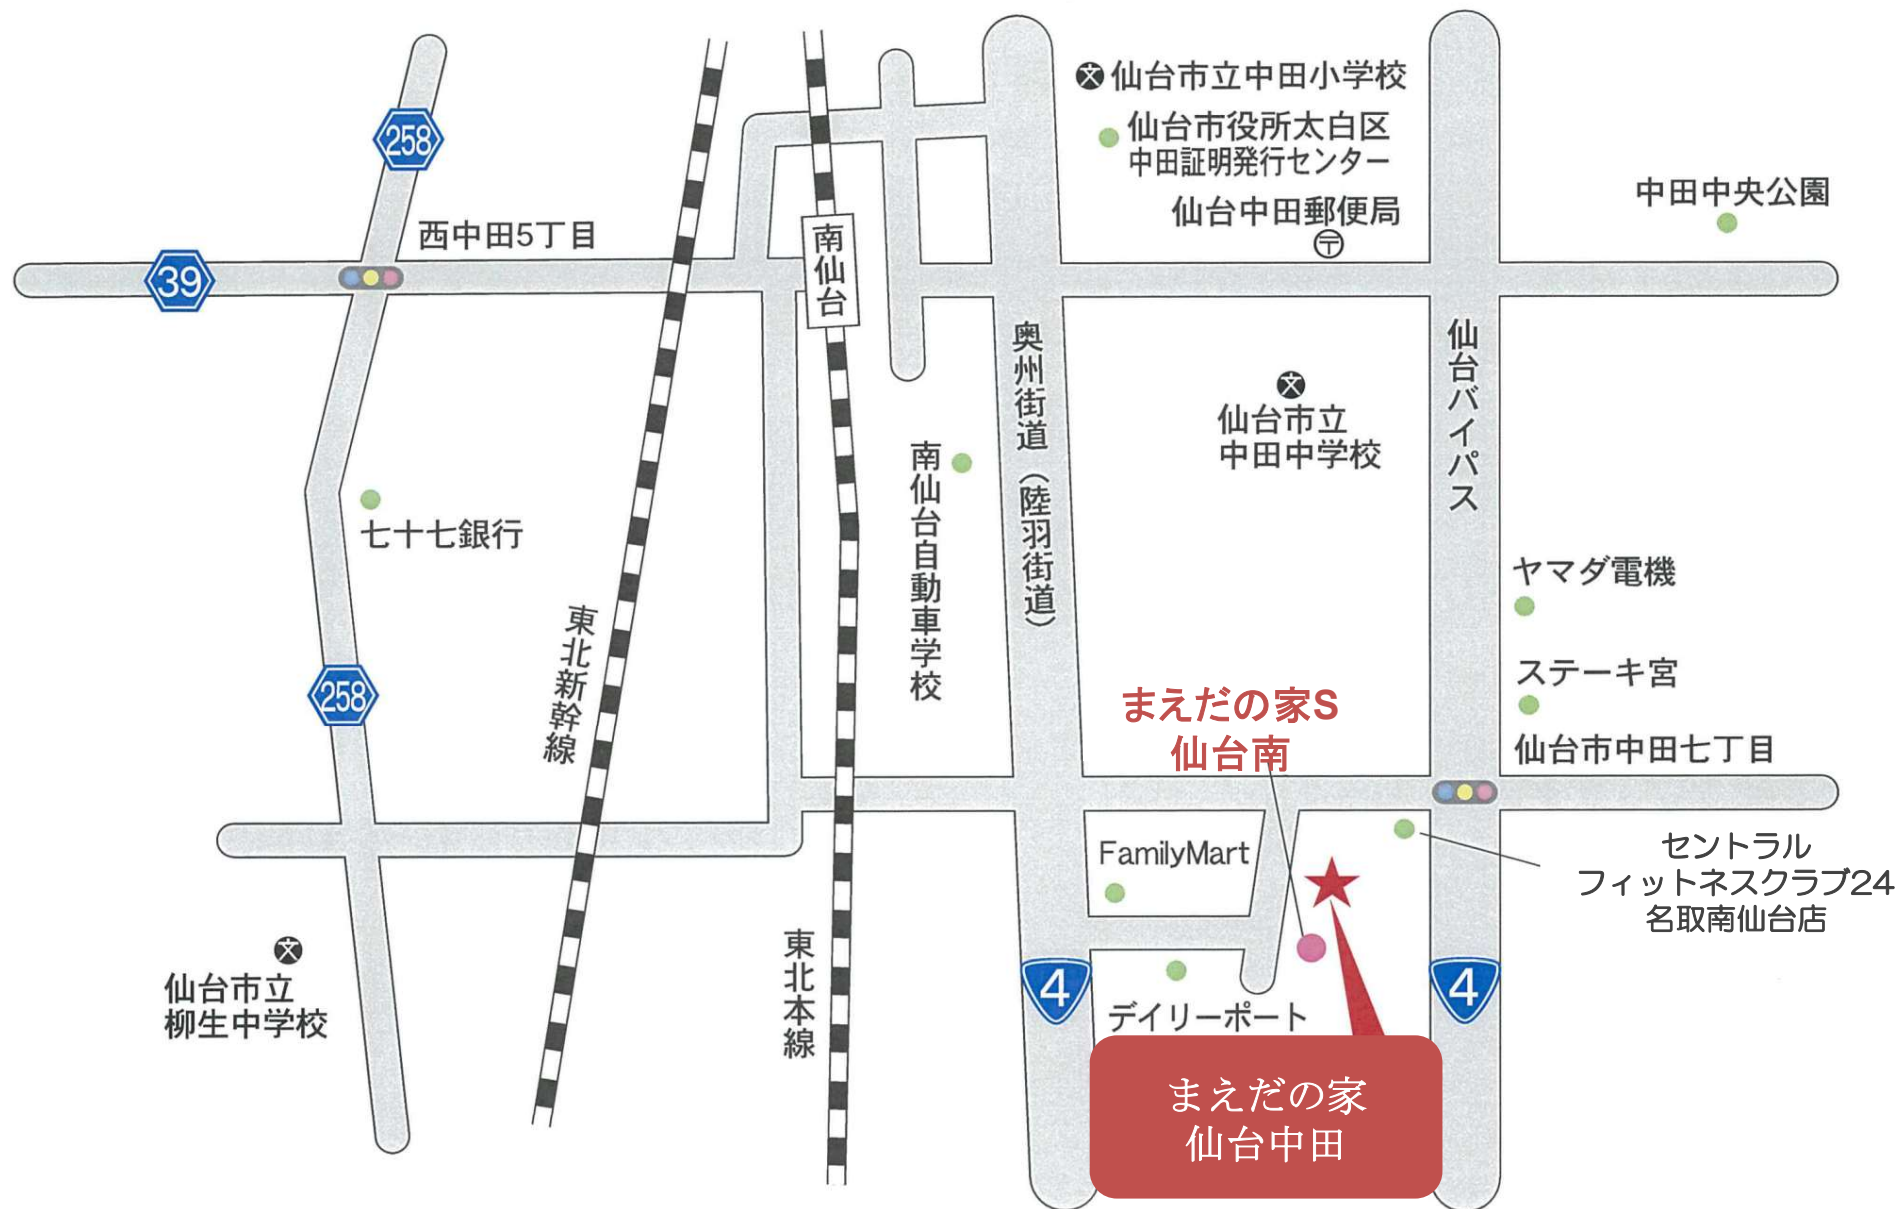 258
仙台市立中田小学校
仙台市役所太白区
中田証明発行センター
仙台中田郵便局
中田中央公園
西中田5丁目
南仙台
39
奥州街道(陸羽街道)
仙台バイパス
仙台市立
中田中学校
南仙台自動車学校
七十七銀行
ヤマダ電機
東北新幹線
258
ステーキ宮
まえだの家S
仙台南
仙台市中田七丁目
FamilyMart
セントラル
フィットネスクラブ24
名取南仙台店
東北本線
仙台市立
柳生中学校
4
4
デイリーポート
まえだの家
仙台中田